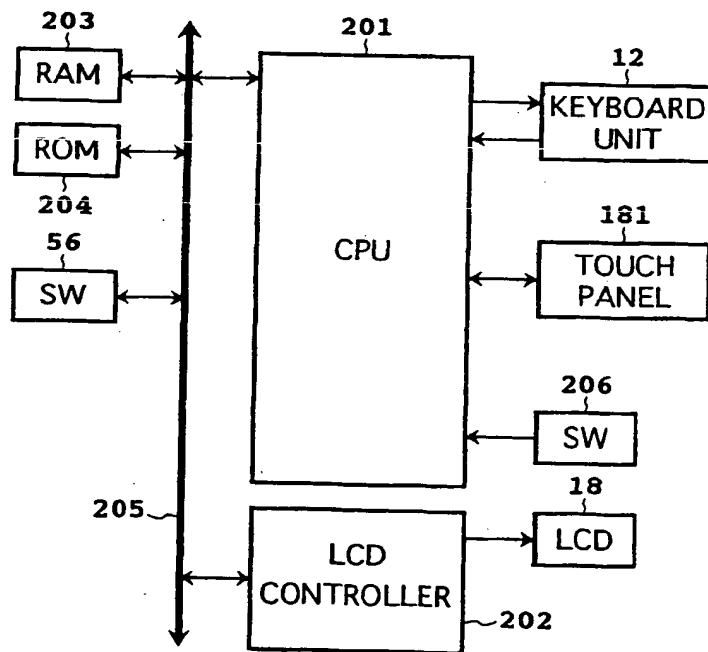 203
RAM
ROM
204
56
SW
205
201
CPU
12
KEYBOARD
UNIT
181
TOUCH
PANEL
206
SW
18
LCD
LCD
CONTROLLER
202